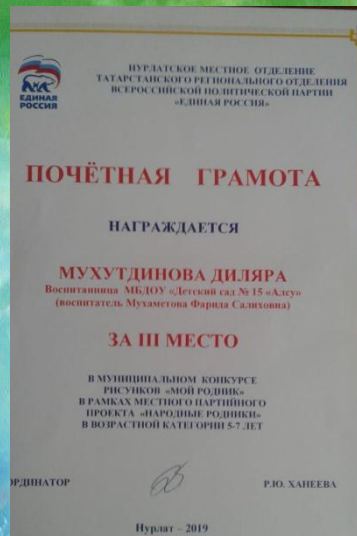 НУРЛАТСКОЕ МЕСТНОЕ ОТДЕЛЕНИЕ
ТАТАРСТАНСКОГО РЕГИОНАЛЬНОГО ОТДЕЛЕНИЯ
ВСЕРОССИЙСКОЙ ПОЛИТИЧЕСКОЙ ПАРТИИ
«ЕДИНАЯ РОССИЯ»
ЕДИНАЯ
РОССИЯ
ПОЧЁТНАЯ ГРАМОТА
НАГРАЖДАЕТСЯ
МУХУТДИНОВА ДИЛЯРА
Воспитанница МБДОУ «Детский сад № 15 «Алсу»
(воспитатель Мухаметова Фарида Салиховна)
ЗА III МЕСТО
В МУНИЦИПАЛЬНОМ КОНКУРСЕ
РИСУНКОВ «МОЙ РОДНИК»
В РАМКАХ МЕСТНОГО ПАРТИЙНОГО
ПРОЕКТА «НАРОДНЫЕ РОДНИКИ»
В ВОЗРАСТНОЙ КАТЕГОРИИ 5-7 ЛЕТ
ОРДИНАТОР Р.Ю. ХАНЕЕВА
Нурлат – 2019